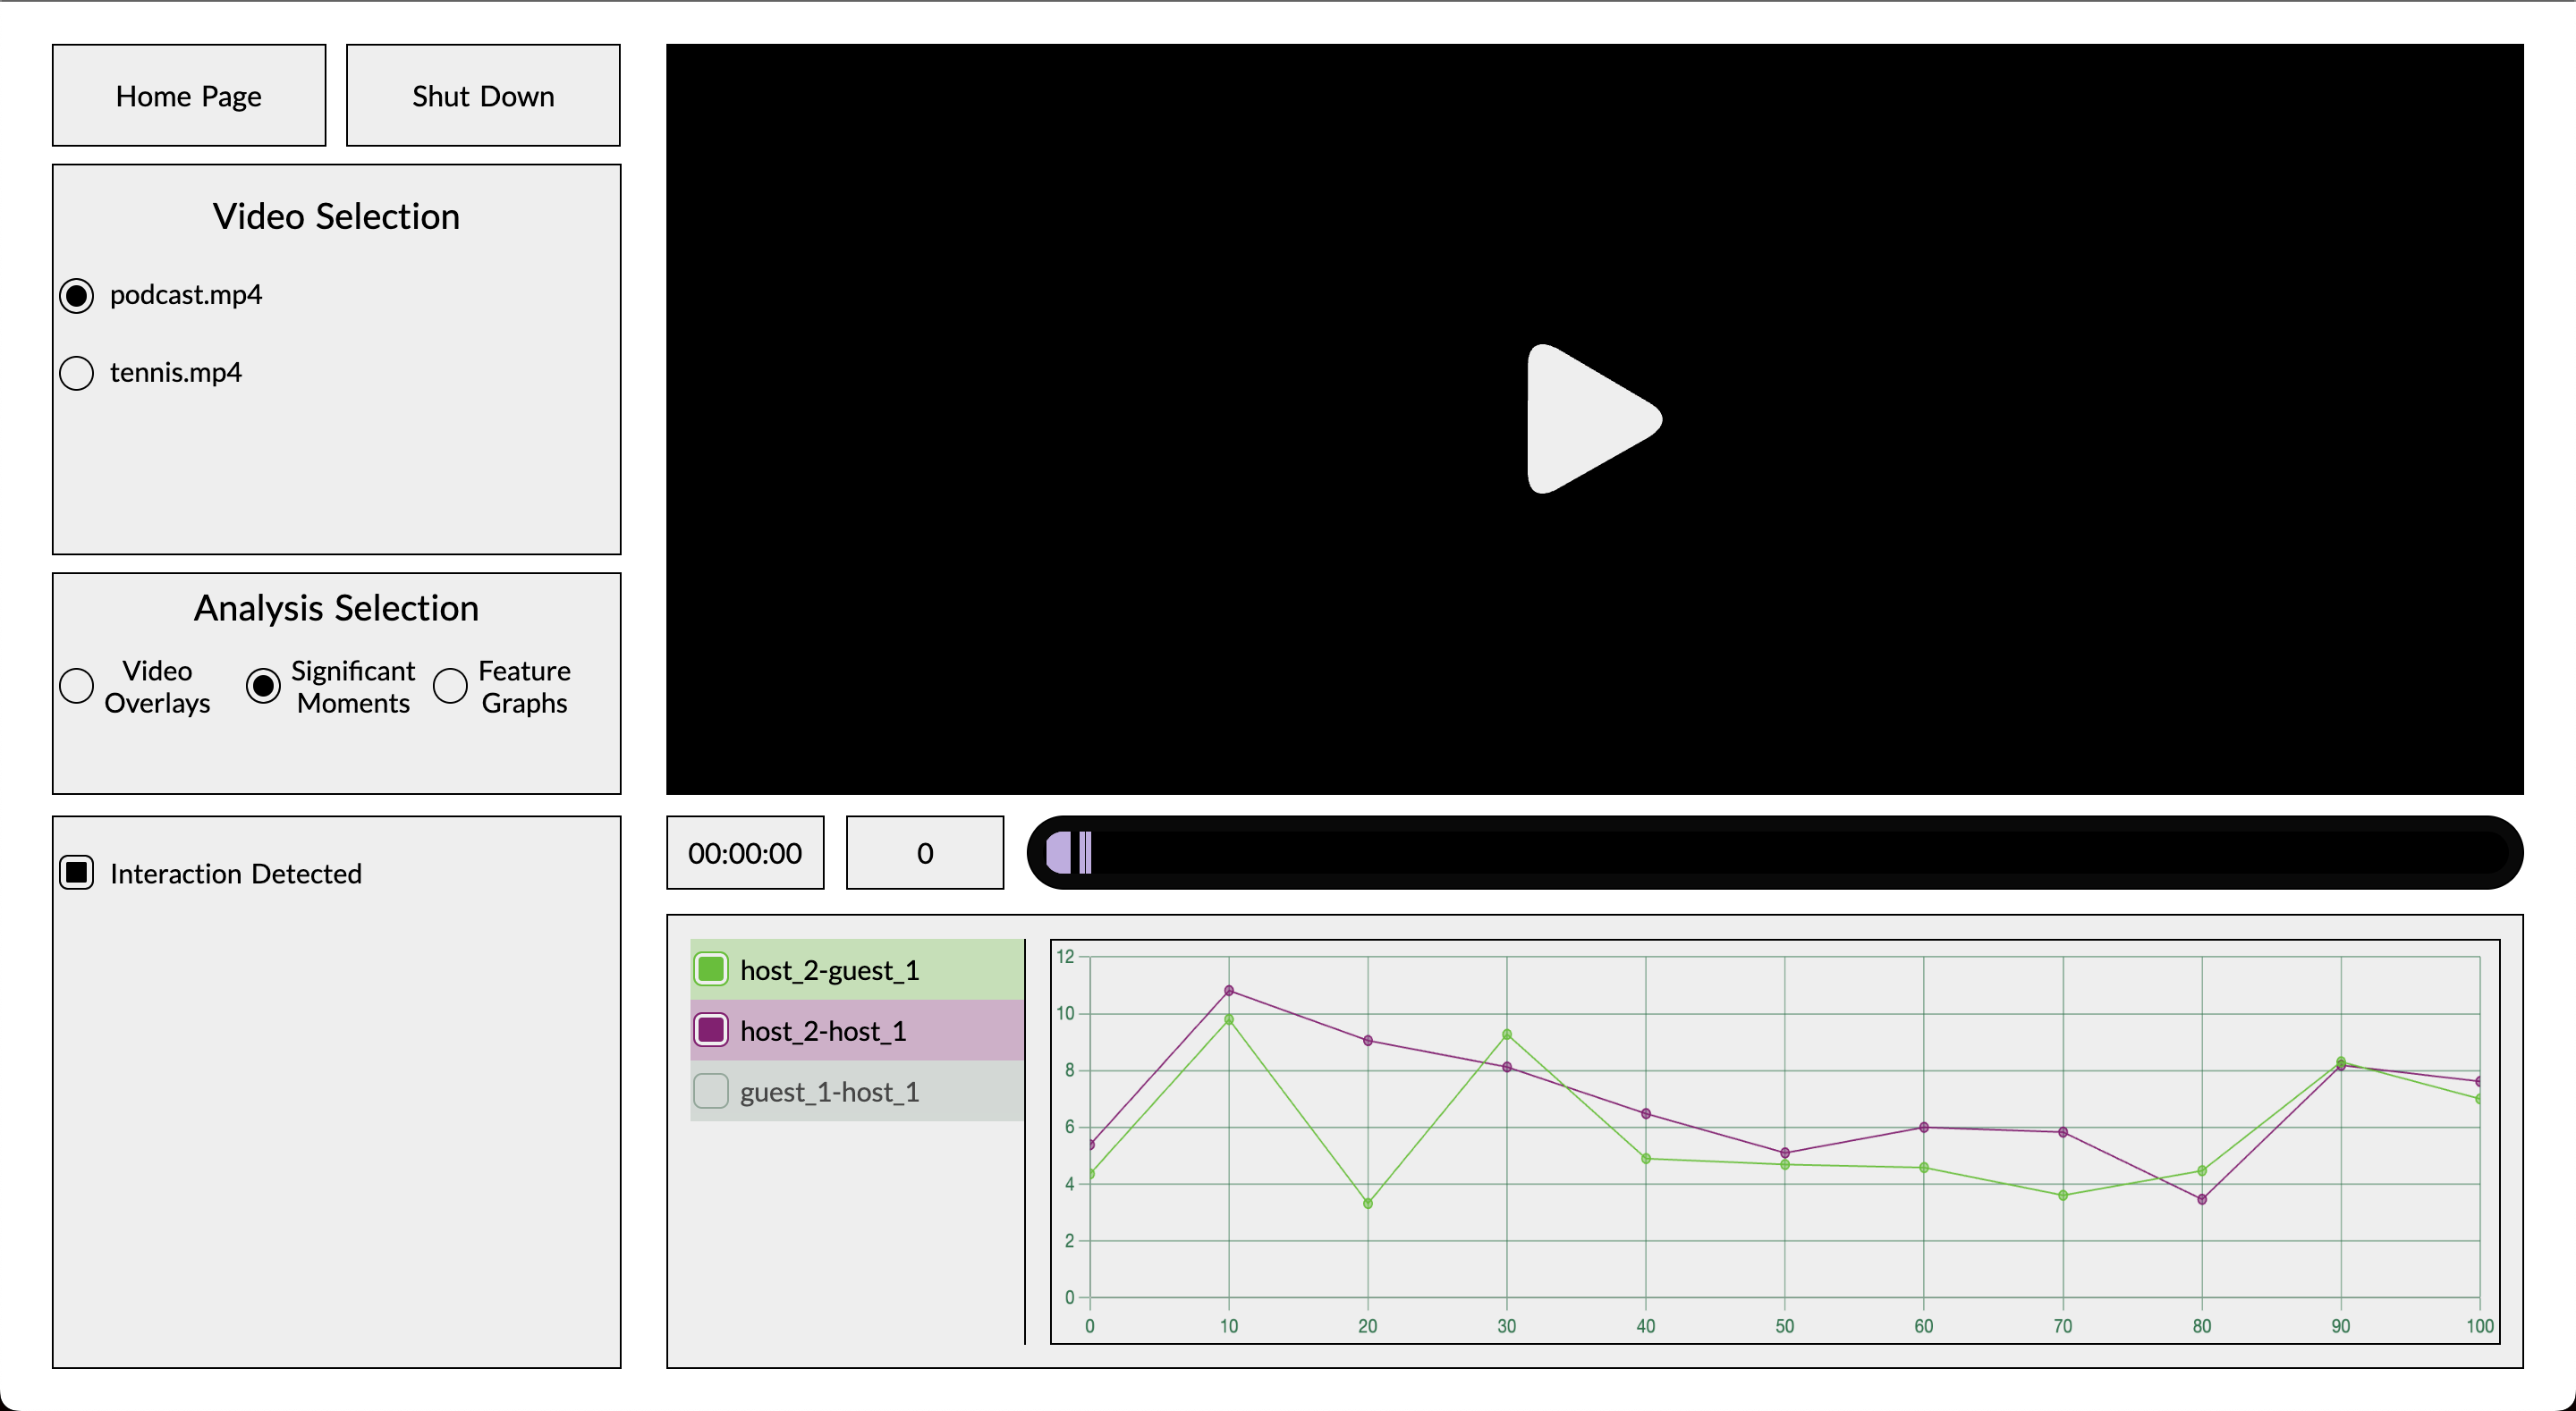 Home Page
Shut Down
Video Selection
podcast.mp4
tennis.mp4
Analysis Selection
Video
Overlays
Significant
Moments
Feature
Graphs
Interaction Detected
00:00:00
0
host_2-guest_1
host_2-host_1
guest_1-host_1
12
10
8
6
4
2
0
0 10 20 30 40 50 60 70 80 90 100